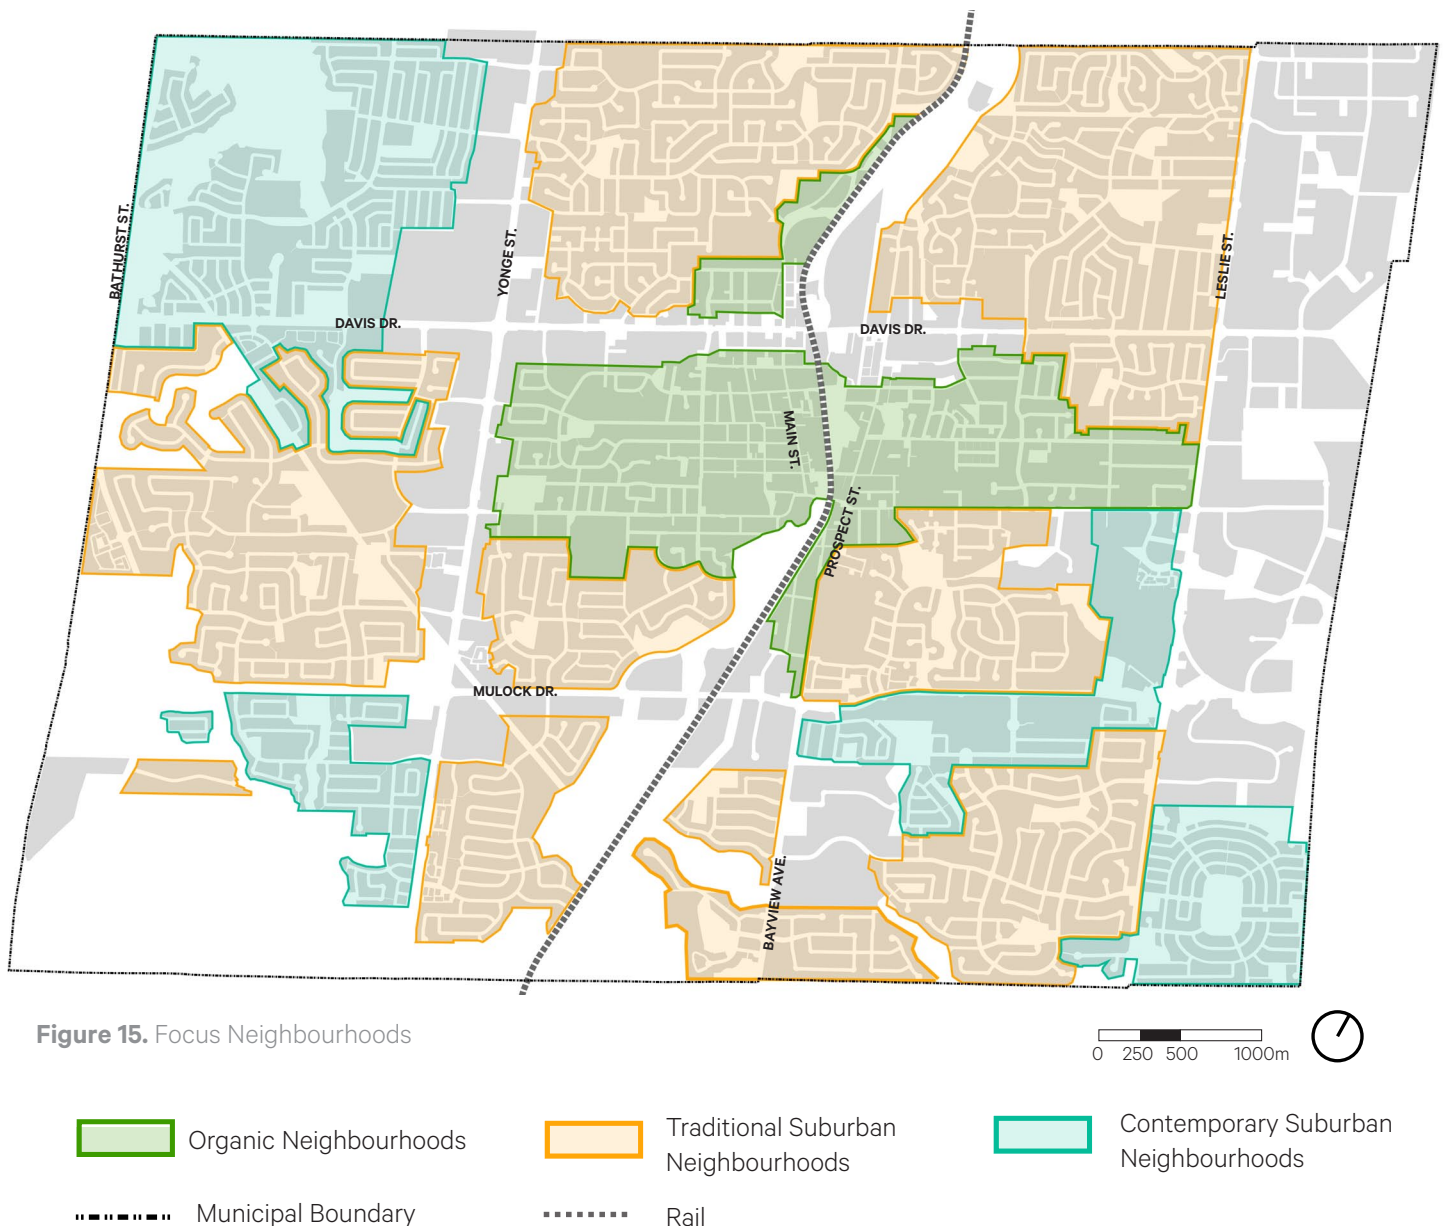 BATHURST ST.
YONGE ST.
LESLIE ST.
DAVIS DR.
DAVIS DR.
MAIN ST.
PROSPECT ST.
MULOCK DR.
BAYVIEW AVE.
Figure 15. Focus Neighbourhoods
0 250 500 1000m
Organic Neighbourhoods
Traditional Suburban
Neighbourhoods
Contemporary Suburban
Neighbourhoods
Municipal Boundary
Rail